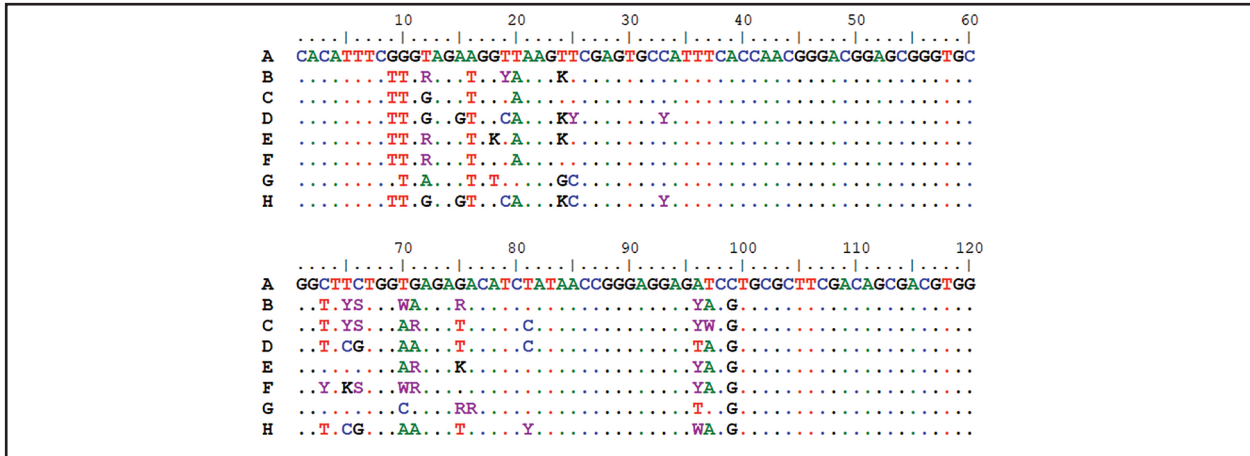 10 20 30 40 50 60
....|....|....|....|....|....|....|....|....|....|....|....|
A CACATTTCGGGTAGAAGGTTAAGTTCGAGTGCCATTTCACCAACGGGACGGAGCGGGTGC
B ........TT.R...T..YA...K....................................
C ........TT.G...T...A........................................
D ........TT.G..GT..CA...KY.......Y...........................
E ........TT.R...T.K.A...K....................................
F ........TT.R...T...A........................................
G .........T.A...T.T.....GC...................................
H ........TT.G..GT..CA...KC.......Y...........................
70 80 90 100 110 120
....|....|....|....|....|....|....|....|....|....|....|....|
A GGCTTCTGGTGAGAGACATCTATAACCGGGAGGAGATCCTGCGCTTCGACAGCGACGTGG
B ..T.YS...WA...R....................YA.G.....................
C ..T.YS...AR...T.....C..............YW.G.....................
D ..T.CG...AA...T.....C..............TA.G.....................
E .........AR...K....................YA.G.....................
F ..Y.KS...WR........................YA.G.....................
G .........C....RR...................T..G.....................
H ..T.CG...AA...T.....Y..............WA.G.....................